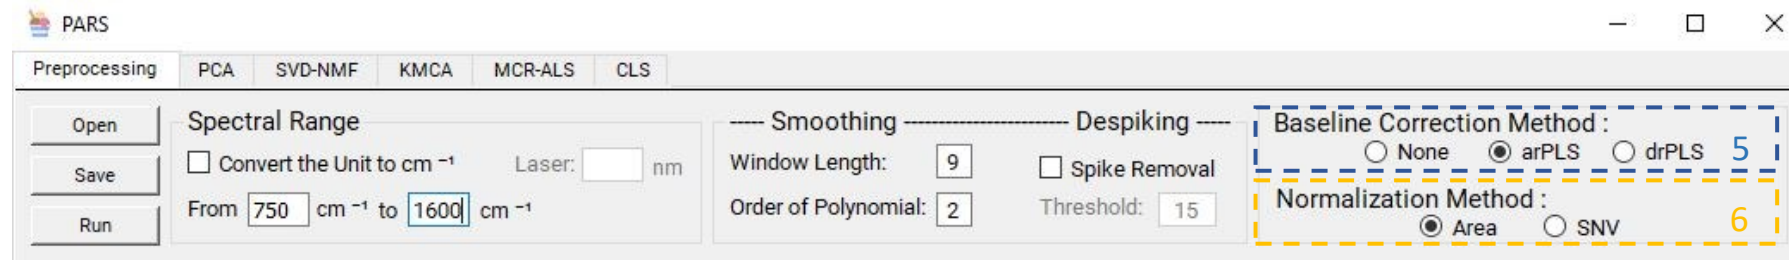 PARS
Preprocessing PCA SVD-NMF KMCA MCR-ALS CLS
Open
Save
Run
Spectral Range
Convert the Unit to cm ⁻¹ Laser: nm
From 750 cm ⁻¹ to 1600 cm ⁻¹
----- Smoothing ------------------------ Despiking -----
Window Length: 9 Spike Removal
Order of Polynomial: 2 Threshold: 15
Baseline Correction Method :
None arPLS drPLS 5
Normalization Method :
Area SNV 6